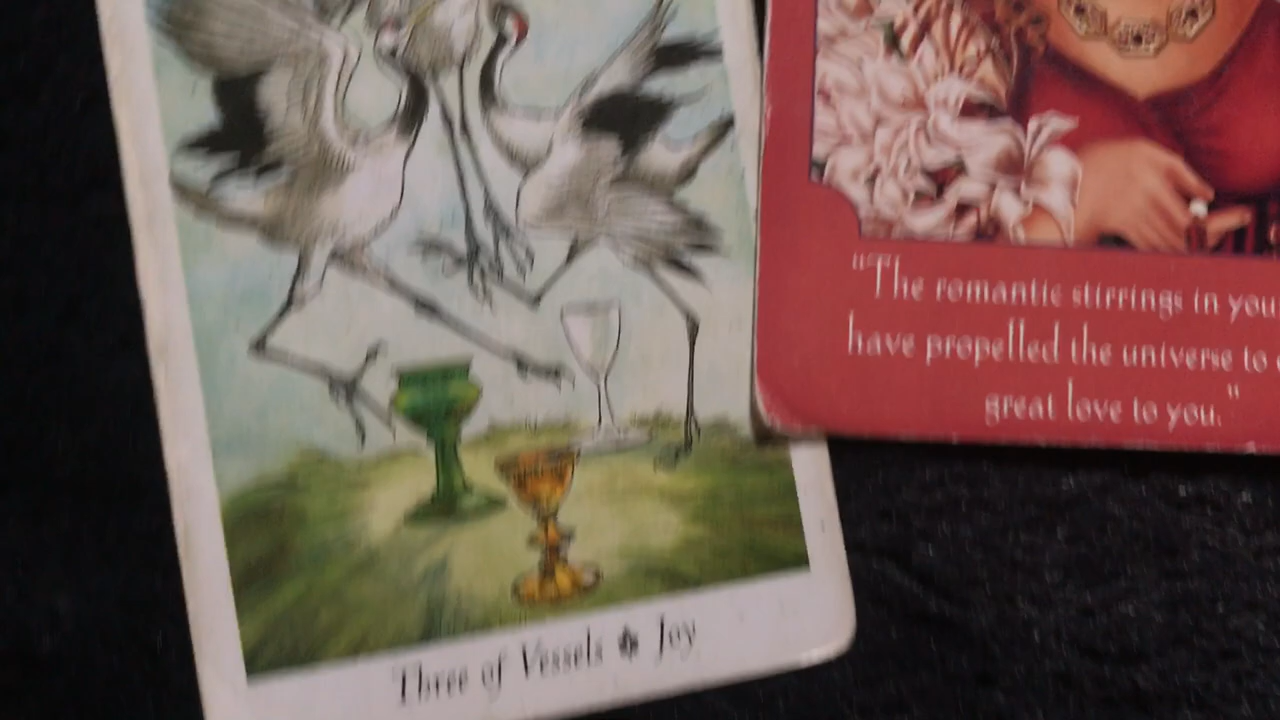 "The romantic stirrings in you
have propelled the universe to
great love to you."
Three of Vessels Joy